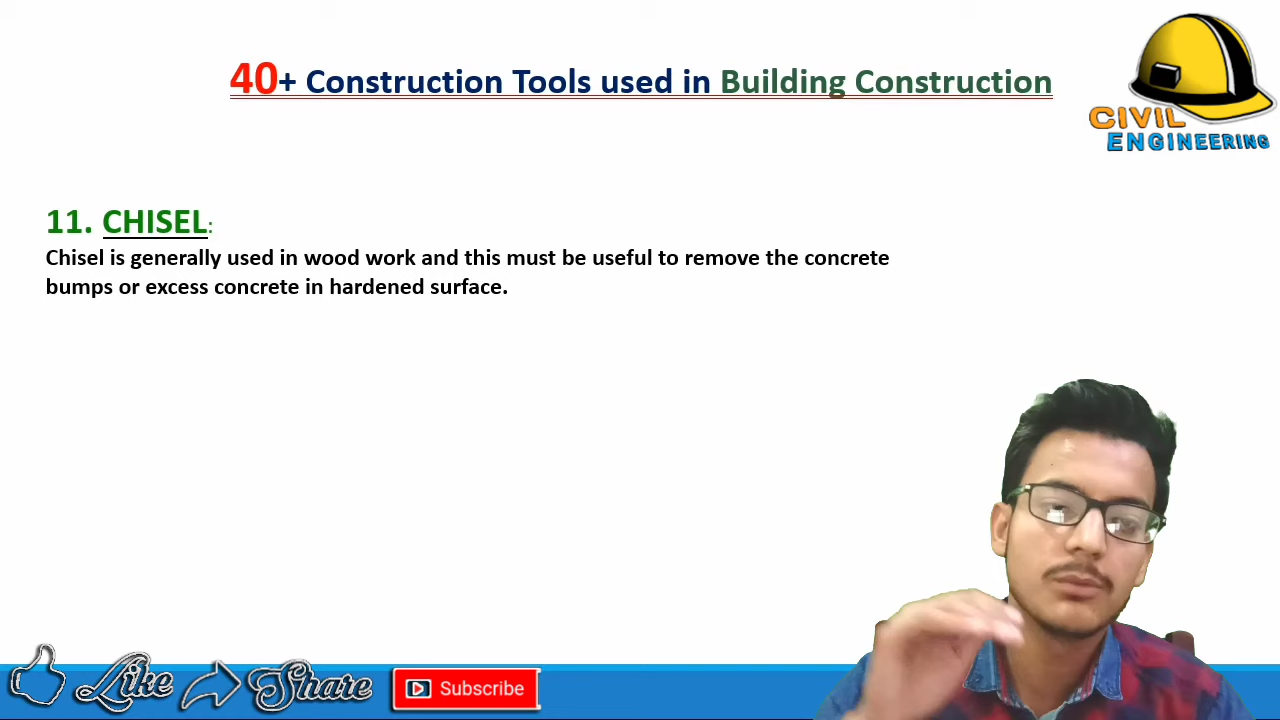 40+ Construction Tools used in Building Construction
CIVIL
ENGINEERING
11. CHISEL:
Chisel is generally used in wood work and this must be useful to remove the concrete
bumps or excess concrete in hardened surface.
Like Share Subscribe